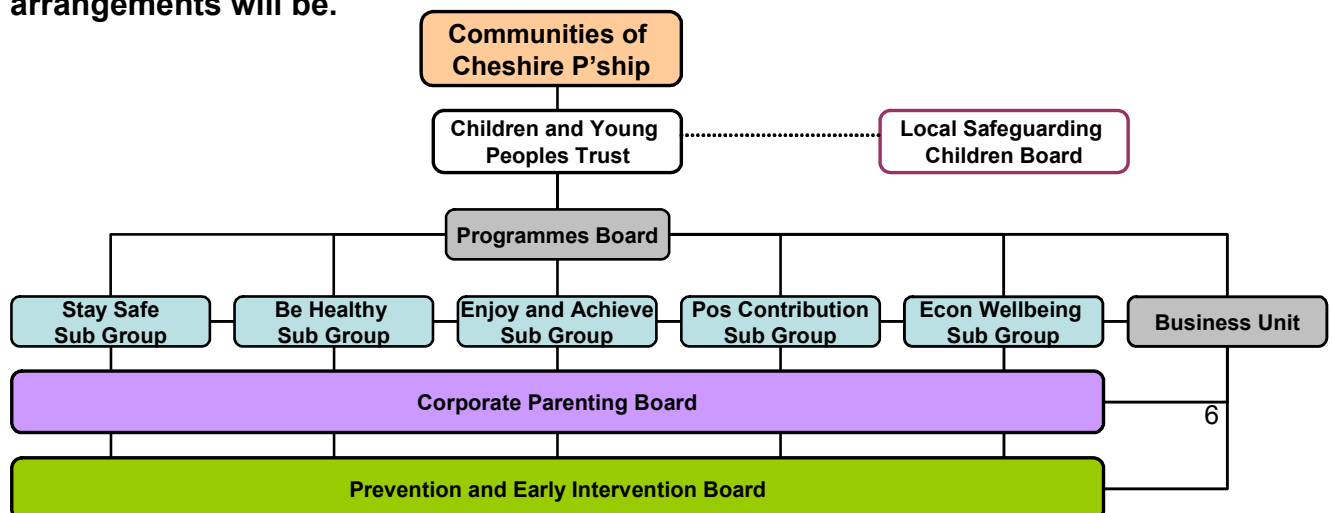 arrangements will be.
Communities of
Cheshire P'ship
Children and Young
Peoples Trust
Local Safeguarding
Children Board
Programmes Board
Stay Safe
Sub Group
Be Healthy
Sub Group
Enjoy and Achieve
Sub Group
Pos Contribution
Sub Group
Econ Wellbeing
Sub Group
Business Unit
Corporate Parenting Board
6
Prevention and Early Intervention Board